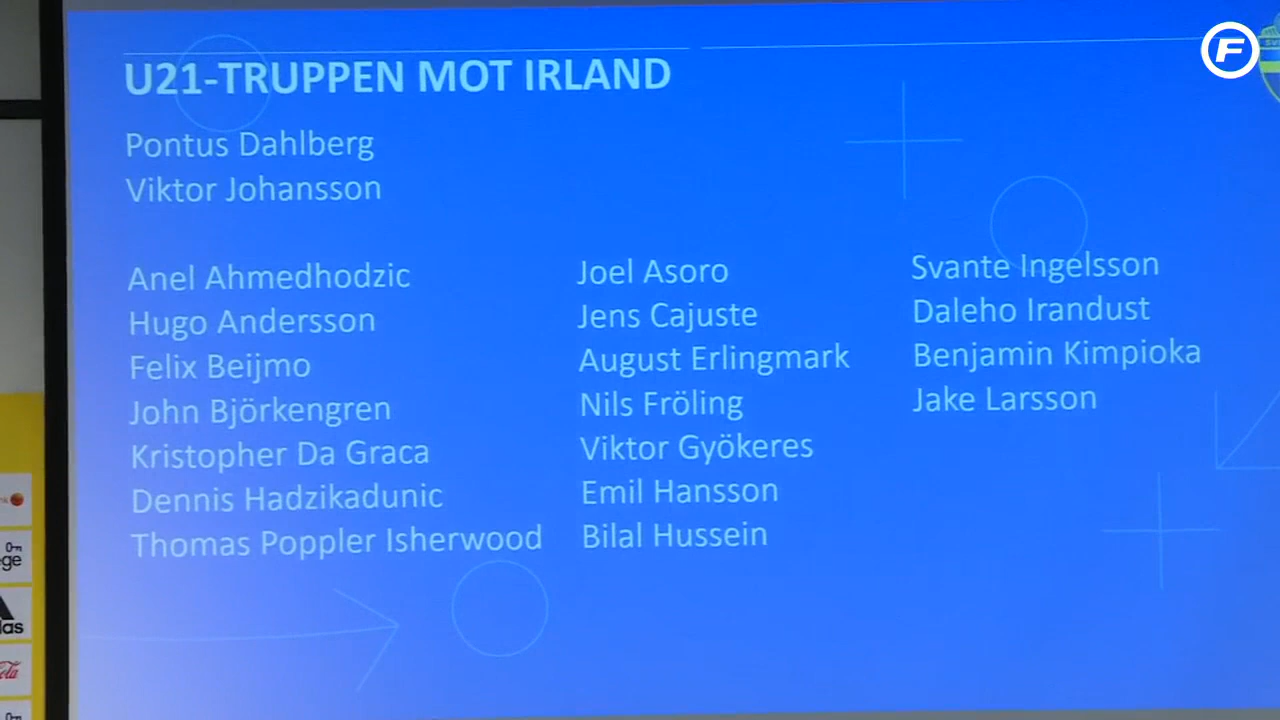 U21-TRUPPEN MOT IRLAND
Pontus Dahlberg
Viktor Johansson
Anel Ahmedhodzic
Hugo Andersson
Felix Beijmo
John Björkengren
Kristopher Da Graca
Dennis Hadzikadunic
Thomas Poppler Isherwood
Joel Asoro
Jens Cajuste
August Erlingmark
Nils Fröling
Viktor Gyökeres
Emil Hansson
Bilal Hussein
Svante Ingelsson
Daleho Irandust
Benjamin Kimpioka
Jake Larsson
F